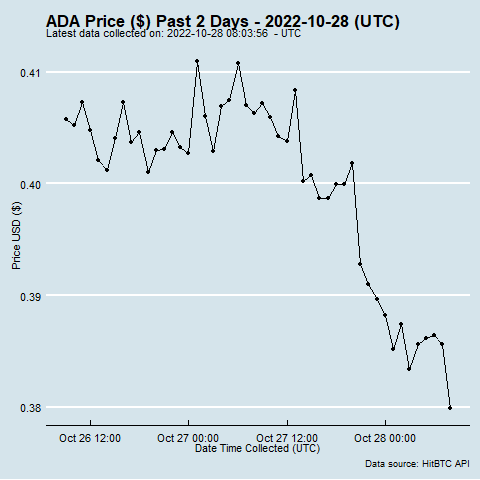 ADA Price ($) Past 2 Days - 2022-10-28 (UTC)
Latest data collected on: 2022-10-28 08:03:56 - UTC
0.41
0.40
0.39
0.38
Price USD ($)
Oct 26 12:00 Oct 27 00:00 Oct 27 12:00 Oct 28 00:00
Date Time Collected (UTC)
Data source: HitBTC API